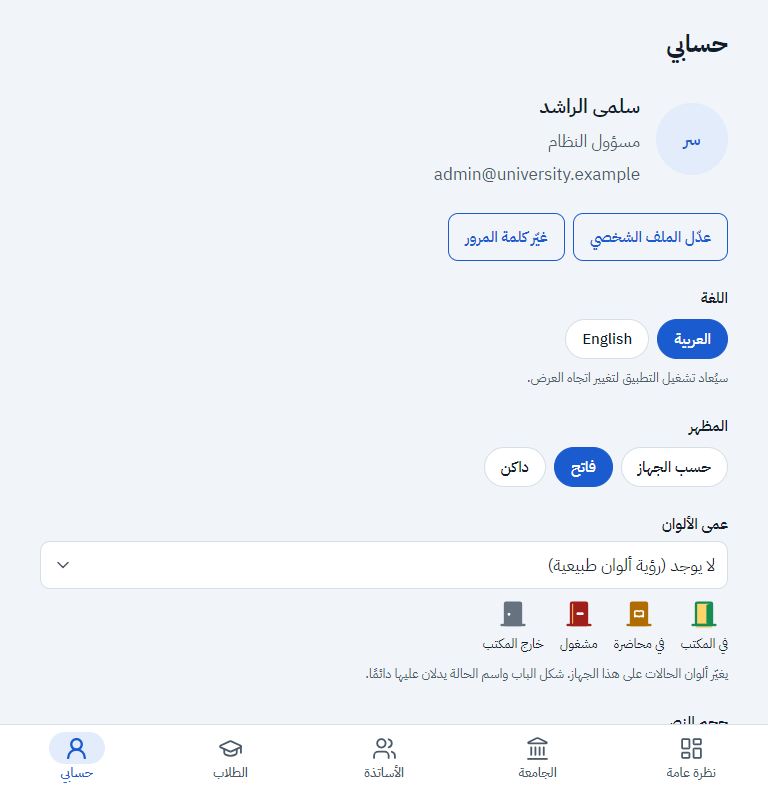 حسابي
سر
سلمى الراشد
مسؤول النظام
admin@university.example
عدّل الملف الشخصي
غيّر كلمة المرور
اللغة
العربية
English
سيُعاد تشغيل التطبيق لتغيير اتجاه العرض.
المظهر
حسب الجهاز
فاتح
داكن
عمى الألوان
لا يوجد (رؤية ألوان طبيعية)
في المكتب
في محاضرة
مشغول
خارج المكتب
يغيّر ألوان الحالات على هذا الجهاز. شكل الباب واسم الحالة يدلان عليها دائمًا.
حجم النص
نظرة عامة
الجامعة
الأساتذة
الطلاب
حسابي